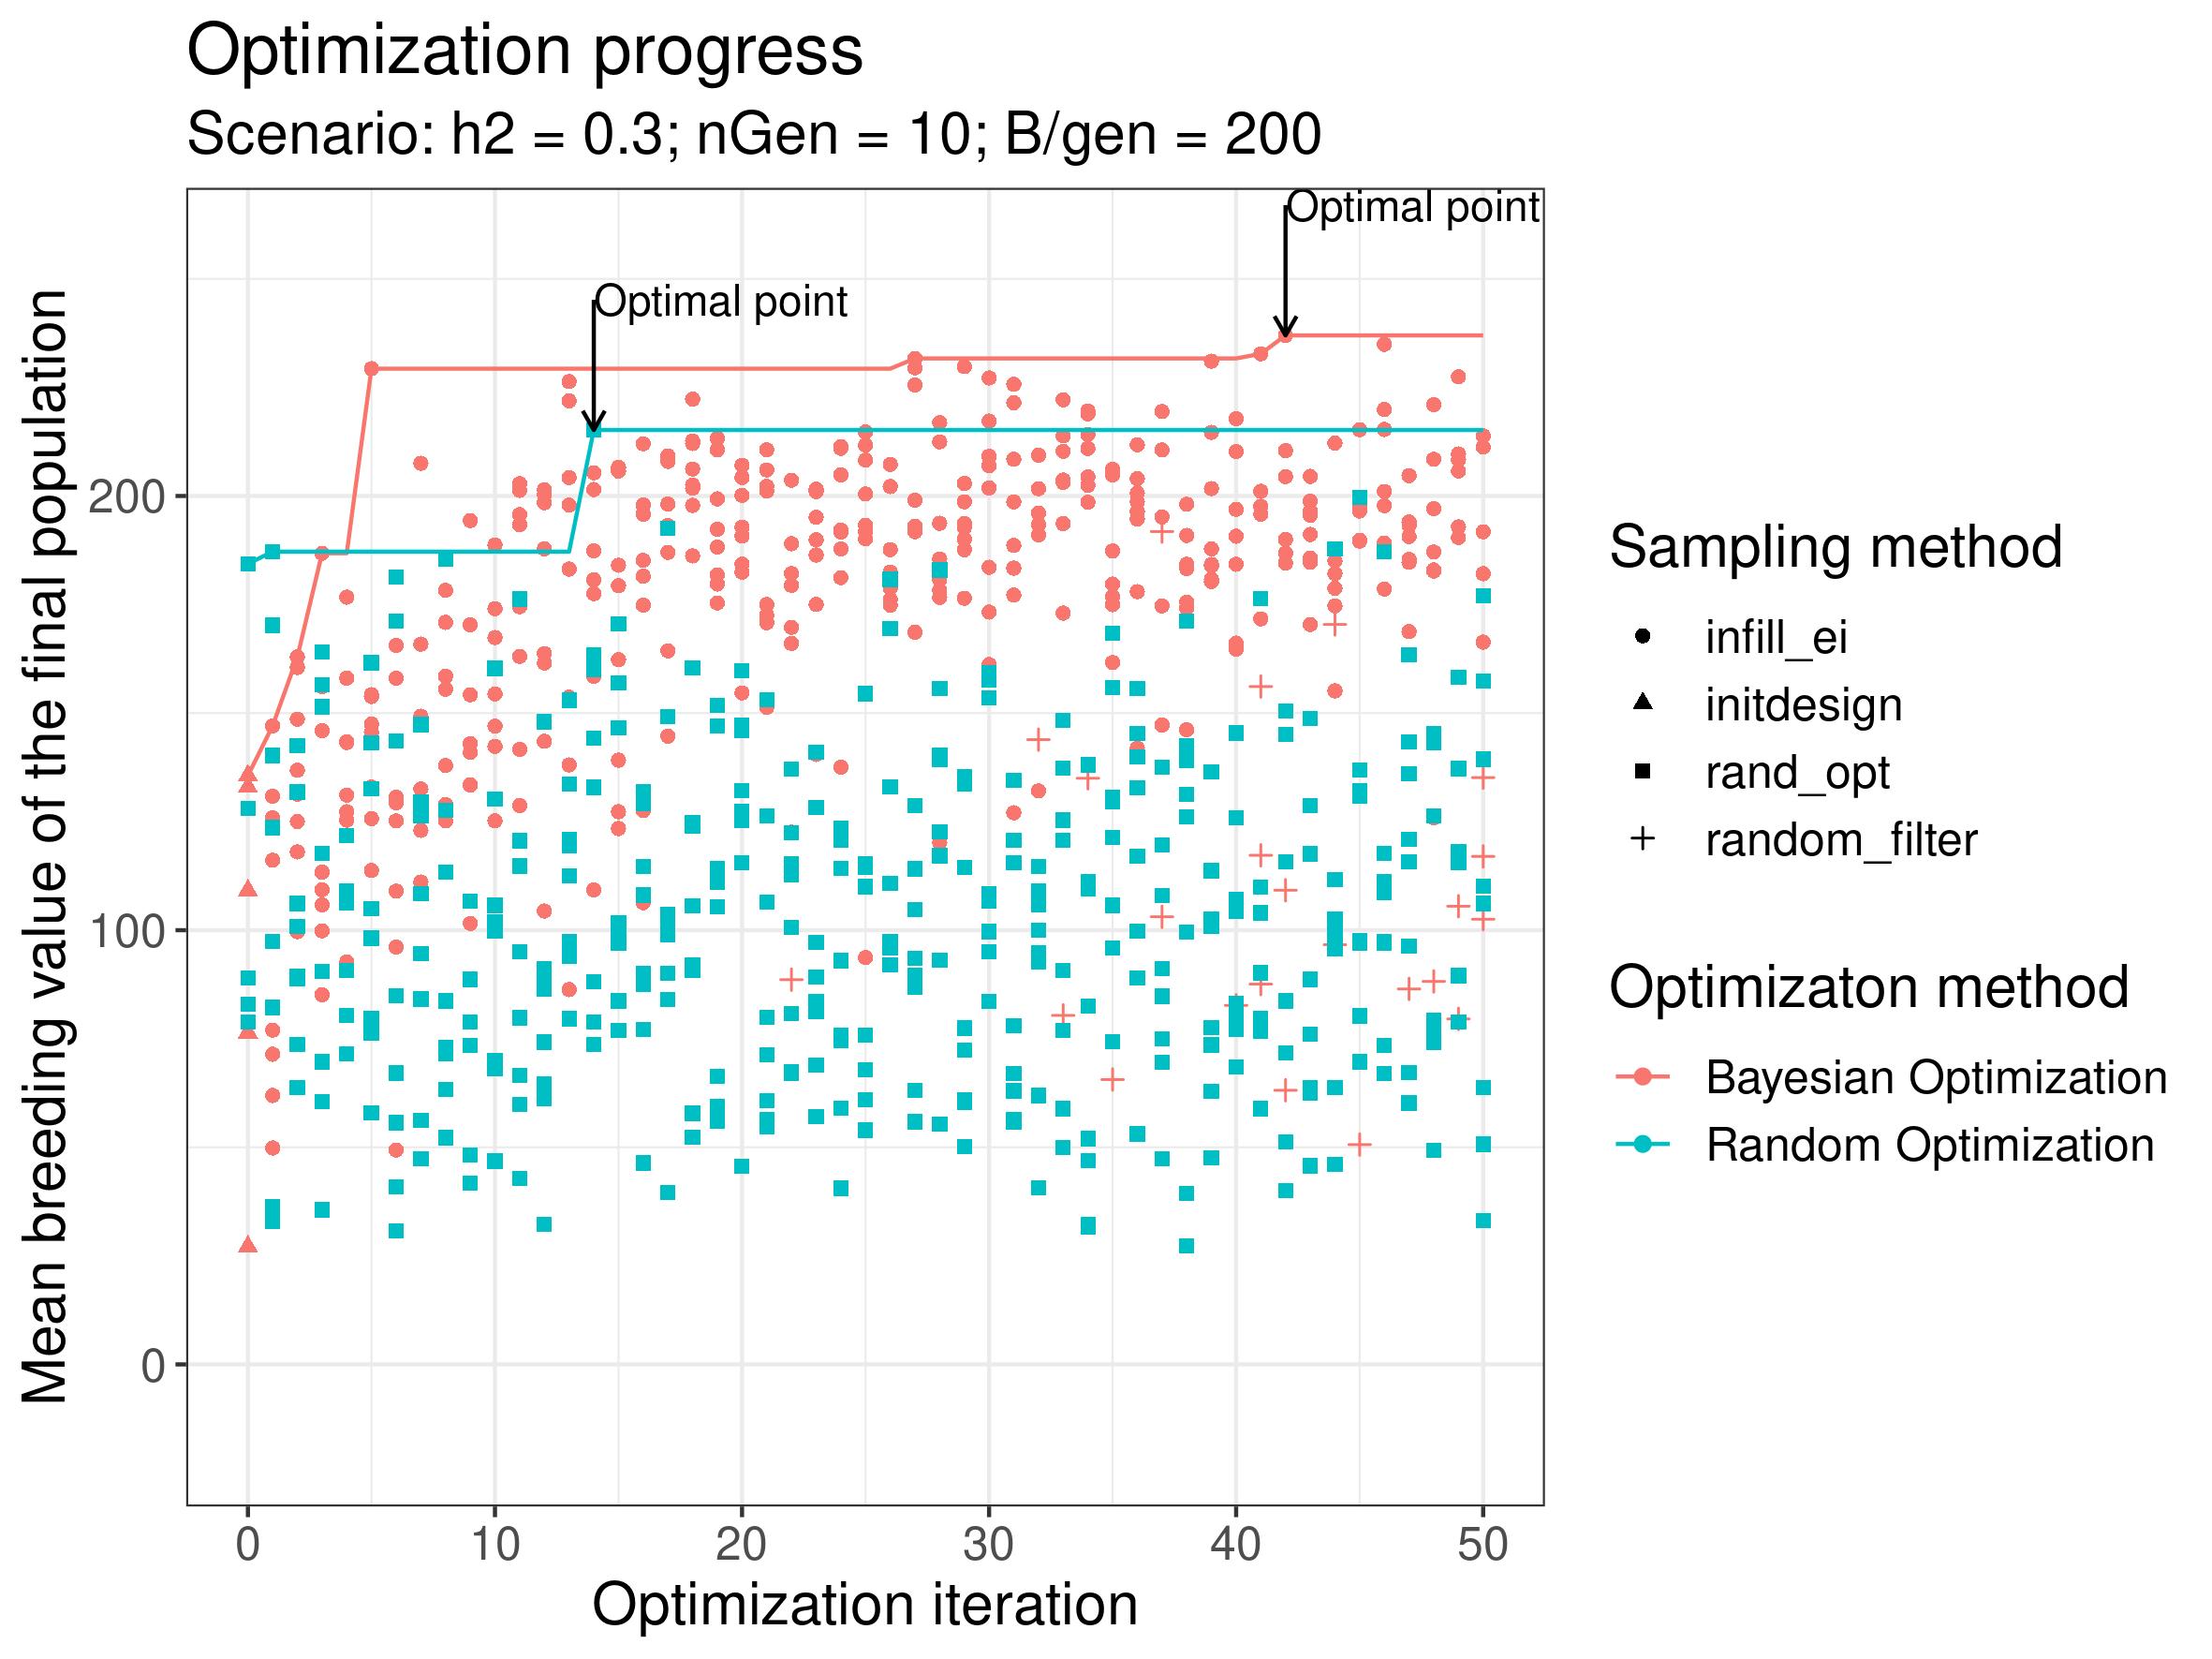 Optimization progress
Scenario: h2 = 0.3; nGen = 10; B/gen = 200
Mean breeding value of the final population
200
100
0
Optimal point
Optimal point
0 10 20 30 40 50
Optimization iteration
Sampling method
infill_ei
initdesign
rand_opt
random_filter
Optimizaton method
Bayesian Optimization
Random Optimization